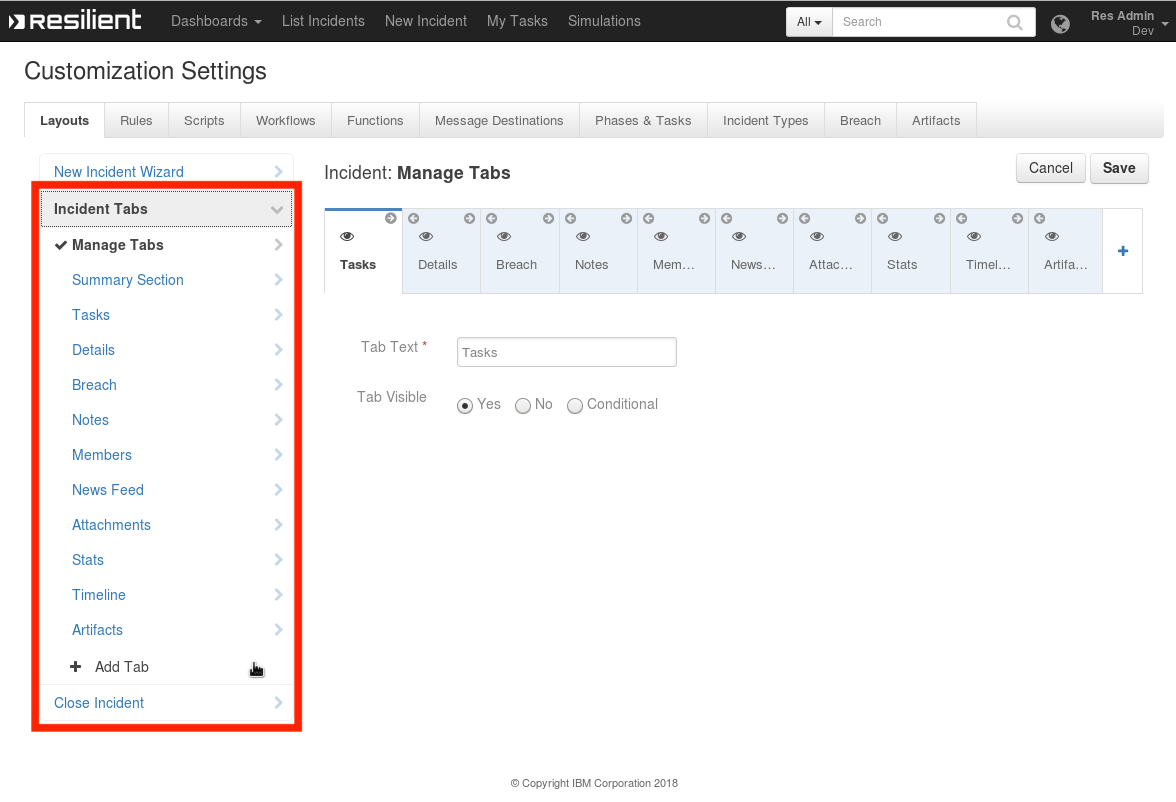 Resilient Dashboards List Incidents New Incident My Tasks Simulations All Search Res Admin
Dev
Customization Settings
Layouts Rules Scripts Workflows Functions Message Destinations Phases & Tasks Incident Types Breach Artifacts
New Incident Wizard
Incident Tabs
Manage Tabs
Summary Section
Tasks
Details
Breach
Notes
Members
News Feed
Attachments
Stats
Timeline
Artifacts
+ Add Tab
Close Incident
Incident: Manage Tabs
Cancel Save
Tasks Details Breach Notes Mem... News... Attac... Stats Timel... Artifa... +
Tab Text * Tasks
Tab Visible Yes No Conditional
© Copyright IBM Corporation 2018